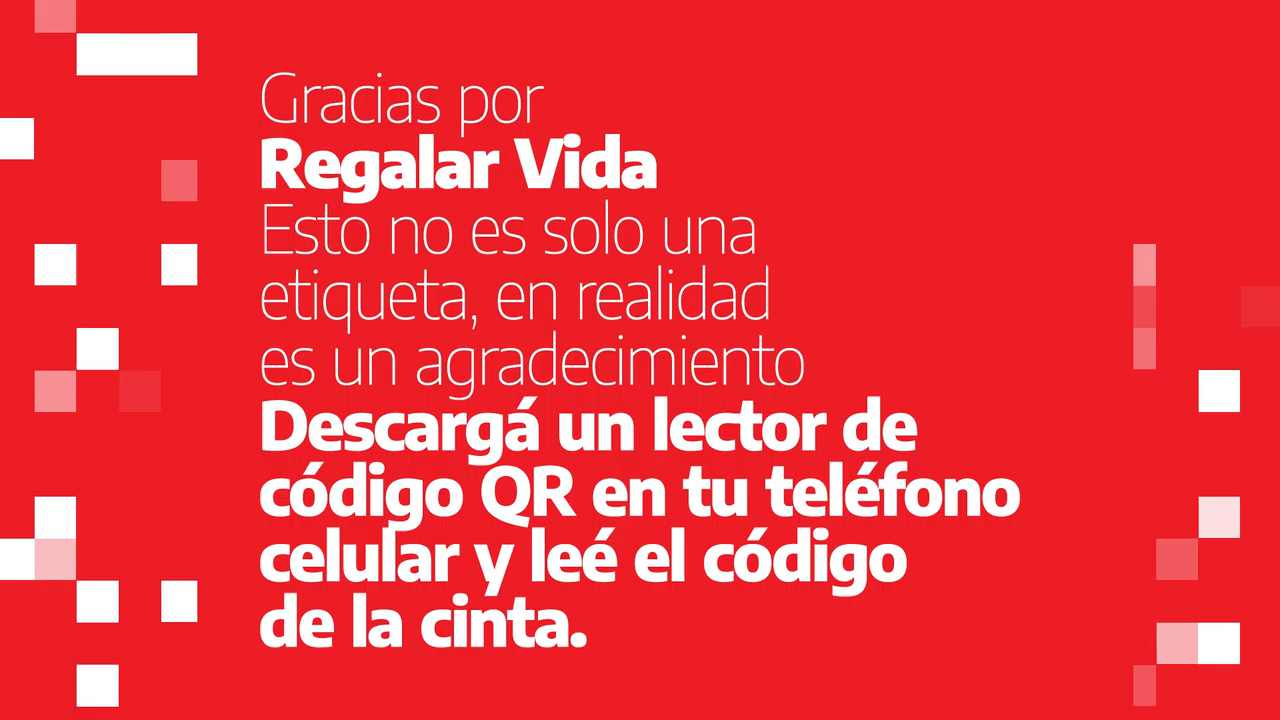 Gracias por
Regalar Vida
Esto no es solo una
etiqueta, en realidad
es un agradecimiento
Descargá un lector de
código QR en tu teléfono
celular y leé el código
de la cinta.